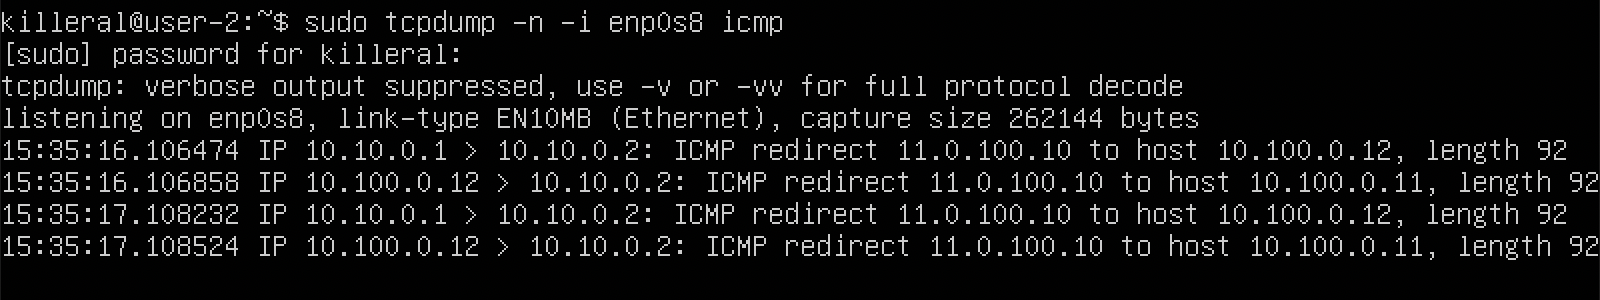 killeral@user-2:~$ sudo tcpdump -n -i enp0s8 icmp
[sudo] password for killeral:
tcpdump: verbose output suppressed, use -v or -vv for full protocol decode
listening on enp0s8, link-type EN10MB (Ethernet), capture size 262144 bytes
15:35:16.106474 IP 10.10.0.1 > 10.10.0.2: ICMP redirect 11.0.100.10 to host 10.100.0.12, length 92
15:35:16.106858 IP 10.100.0.12 > 10.10.0.2: ICMP redirect 11.0.100.10 to host 10.100.0.11, length 92
15:35:17.108232 IP 10.10.0.1 > 10.10.0.2: ICMP redirect 11.0.100.10 to host 10.100.0.12, length 92
15:35:17.108524 IP 10.100.0.12 > 10.10.0.2: ICMP redirect 11.0.100.10 to host 10.100.0.11, length 92